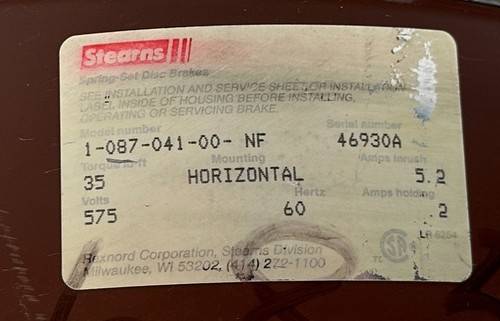 Stearns
Spring-Set Disc Brakes
SEE INSTALLATION AND SERVICE SHEET OR INSTALLATION
LABEL INSIDE OF HOUSING BEFORE INSTALLING,
OPERATING OR SERVICING BRAKE.
Model number Serial number
1-087-041-00- NF 46930A
Torque lb-ft Mounting Amps inrush
35 HORIZONTAL 5.2
Volts Hertz Amps holding
575 60 .2
LR 6254
Rexnord Corporation, Stearns Division
Milwaukee, WI 53202, (414) 272-1100